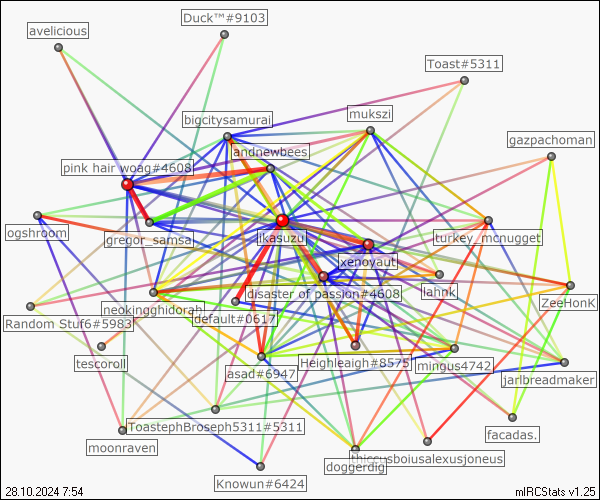 Duck™#9103
avelicious
Toast#5311
mukszi
bigcitysamurai
gazpachoman
andnewbees
pink hair woag#4608
ogshroom
gregor_samsa
ikasuzu
turkey_mcnugget
xenoyaut
lahnk
disaster of passion#4608
ZeeHonK
neokingghidorah
default#0617
Random Stuf6#5983
tescoroll
Heighleigh#8575
mingus4742
asad#6947
jarlbreadmaker
ToastephBroseph5311#5311
facadas.
moonraven
thiccusboiusalexusjoneus
doggerdig
Knowun#6424
28.10.2024 7:54
mIRCStats v1.25